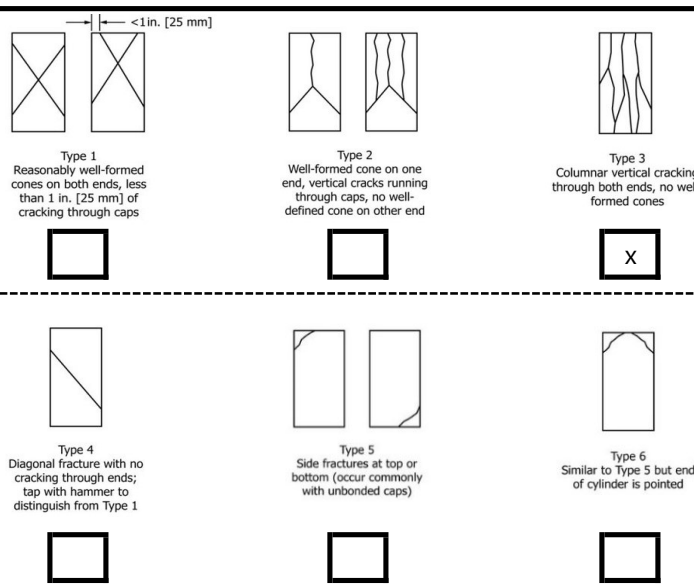 <1in. [25 mm]
Type 1
Reasonably well-formed
cones on both ends, less
than 1 in. [25 mm] of
cracking through caps
Type 2
Well-formed cone on one
end, vertical cracks running
through caps, no well-
defined cone on other end
Type 3
Columnar vertical cracking
through both ends, no well-
formed cones
X
Type 4
Diagonal fracture with no
cracking through ends;
tap with hammer to
distinguish from Type 1
Type 5
Side fractures at top or
bottom (occur commonly
with unbonded caps)
Type 6
Similar to Type 5 but end
of cylinder is pointed